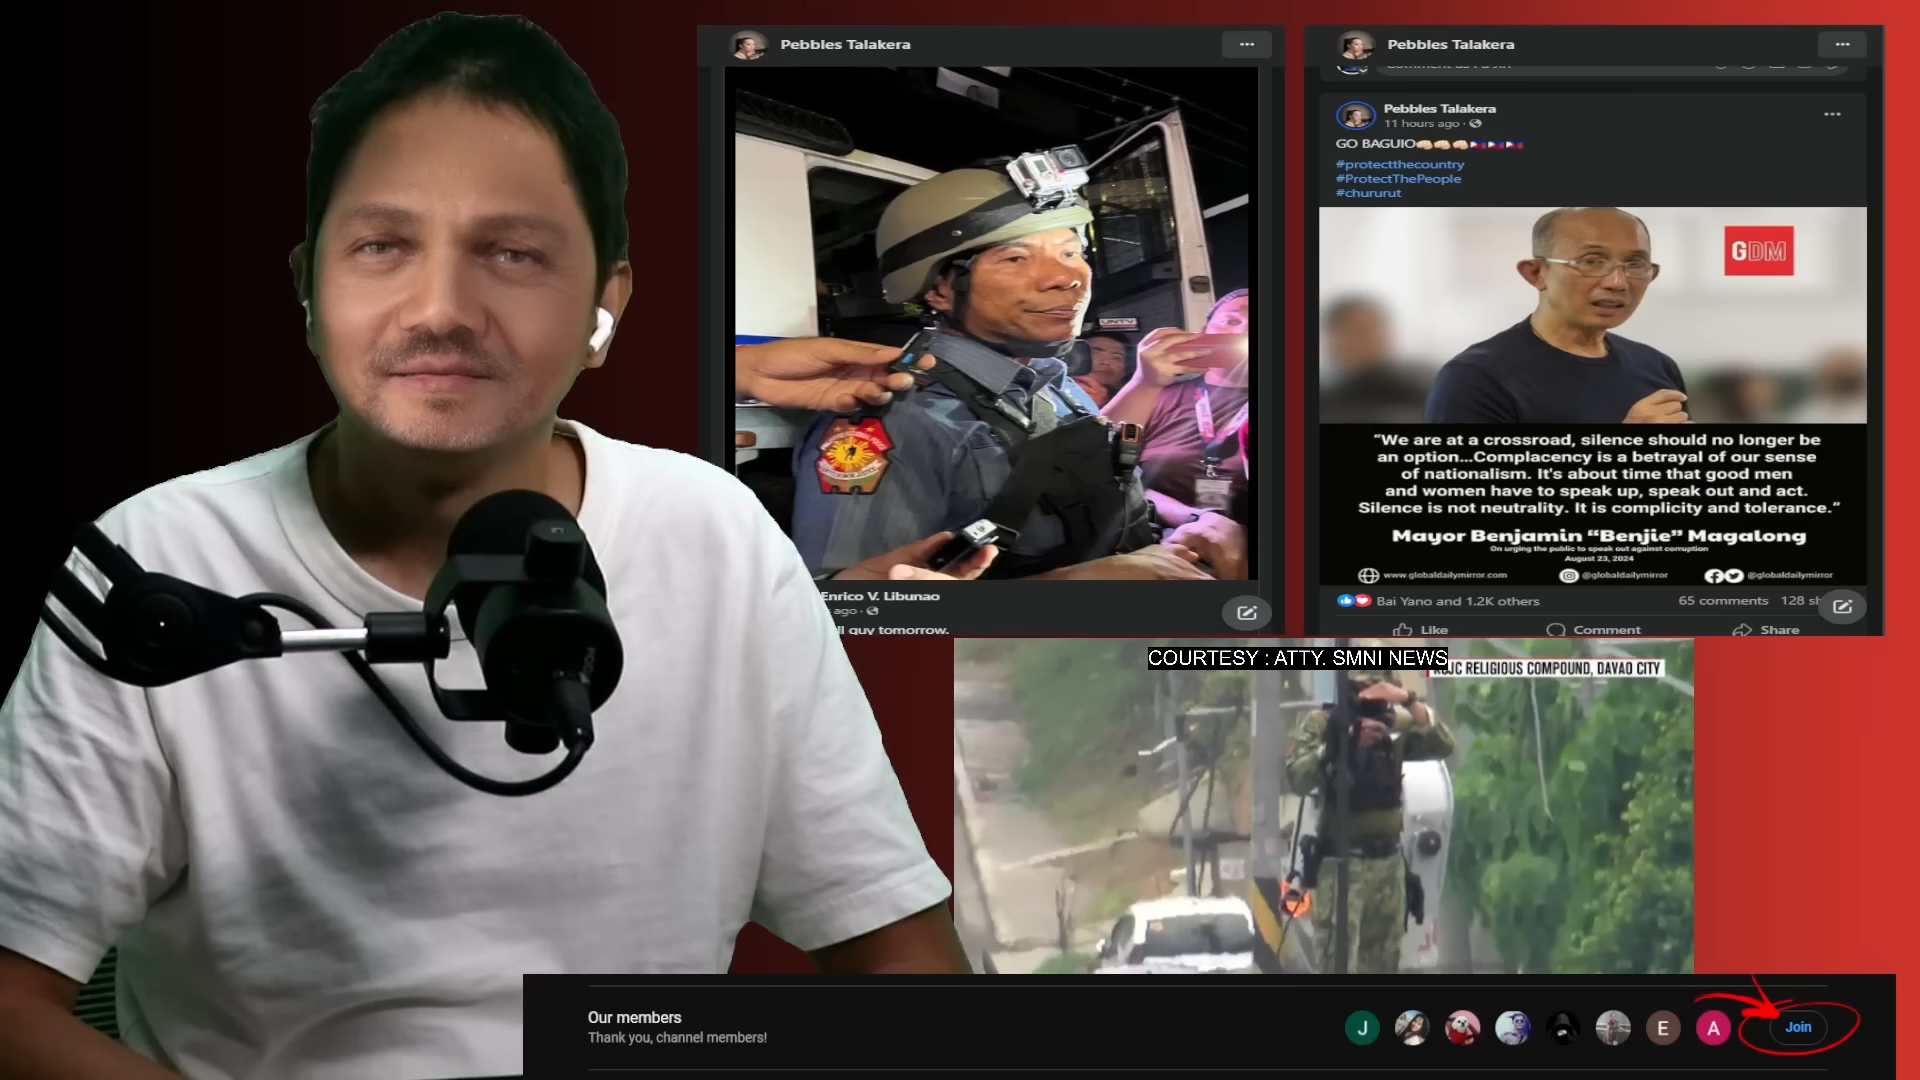 Pebbles Talakera
UNTV
Enrico V. Libunao
ago
guy tomorrow.
Pebbles Talakera
Pebbles Talakera
11 hours ago
GO BAGUIO👊🏻👊🏻👊🏻🇵🇭🇵🇭🇵🇭
#protectthecountry
#ProtectThePeople
#chururut
GDM
“We are at a crossroad, silence should no longer be
an option...Complacency is a betrayal of our sense
of nationalism. It's about time that good men
and women have to speak up, speak out and act.
Silence is not neutrality. It is complicity and tolerance.”
Mayor Benjamin “Benjie” Magalong
On urging the public to speak out against corruption
August 23, 2024
www.globaldailymirror.com
@globaldailymirror
@globaldailymirror
Bai Yano and 1.2K others
65 comments 128 sh
Like
Comment
Share
COURTESY : ATTY. SMNI NEWS
KOJC RELIGIOUS COMPOUND, DAVAO CITY
Our members
Thank you, channel members!
J
E
A
Join